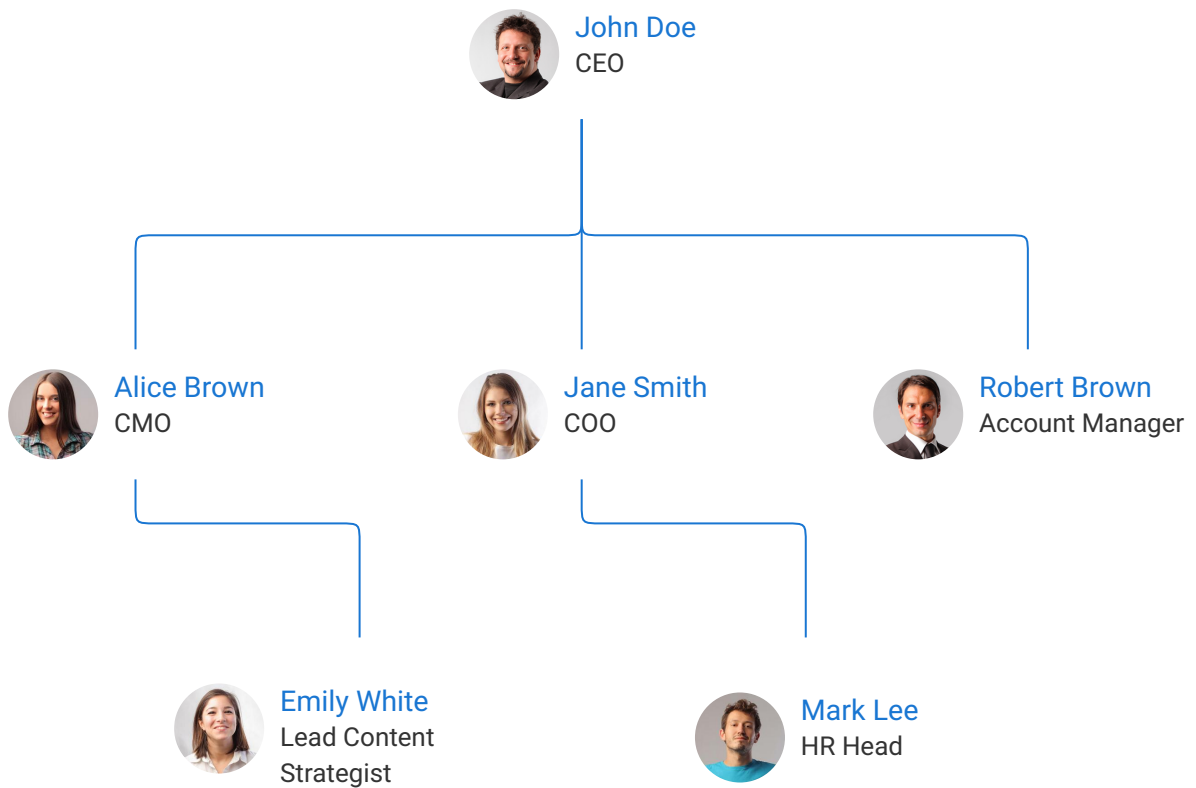 John Doe
CEO
Alice Brown
CMO
Jane Smith
COO
Robert Brown
Account Manager
Emily White
Lead Content
Strategist
Mark Lee
HR Head